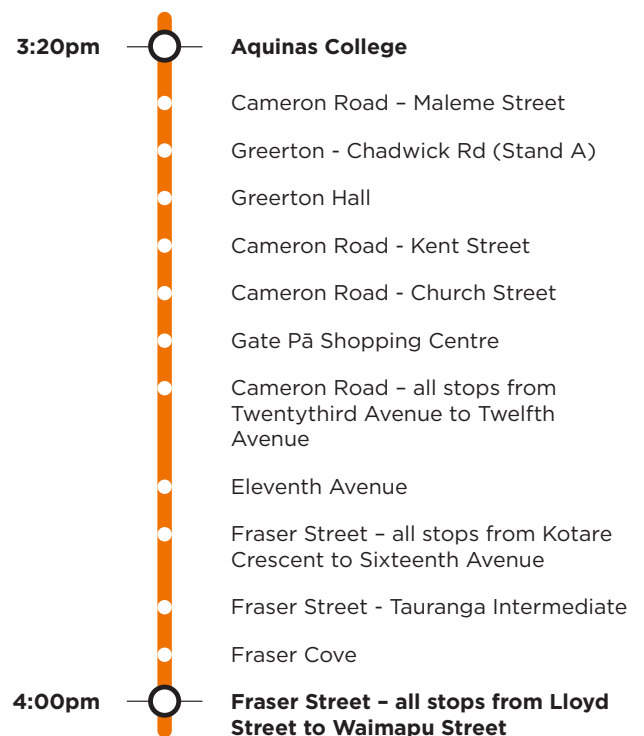 3:20pm Aquinas College
Cameron Road – Maleme Street
Greerton - Chadwick Rd (Stand A)
Greerton Hall
Cameron Road - Kent Street
Cameron Road - Church Street
Gate Pā Shopping Centre
Cameron Road – all stops from
Twentythird Avenue to Twelfth
Avenue
Eleventh Avenue
Fraser Street – all stops from Kotare
Crescent to Sixteenth Avenue
Fraser Street - Tauranga Intermediate
Fraser Cove
4:00pm Fraser Street – all stops from Lloyd
Street to Waimapu Street